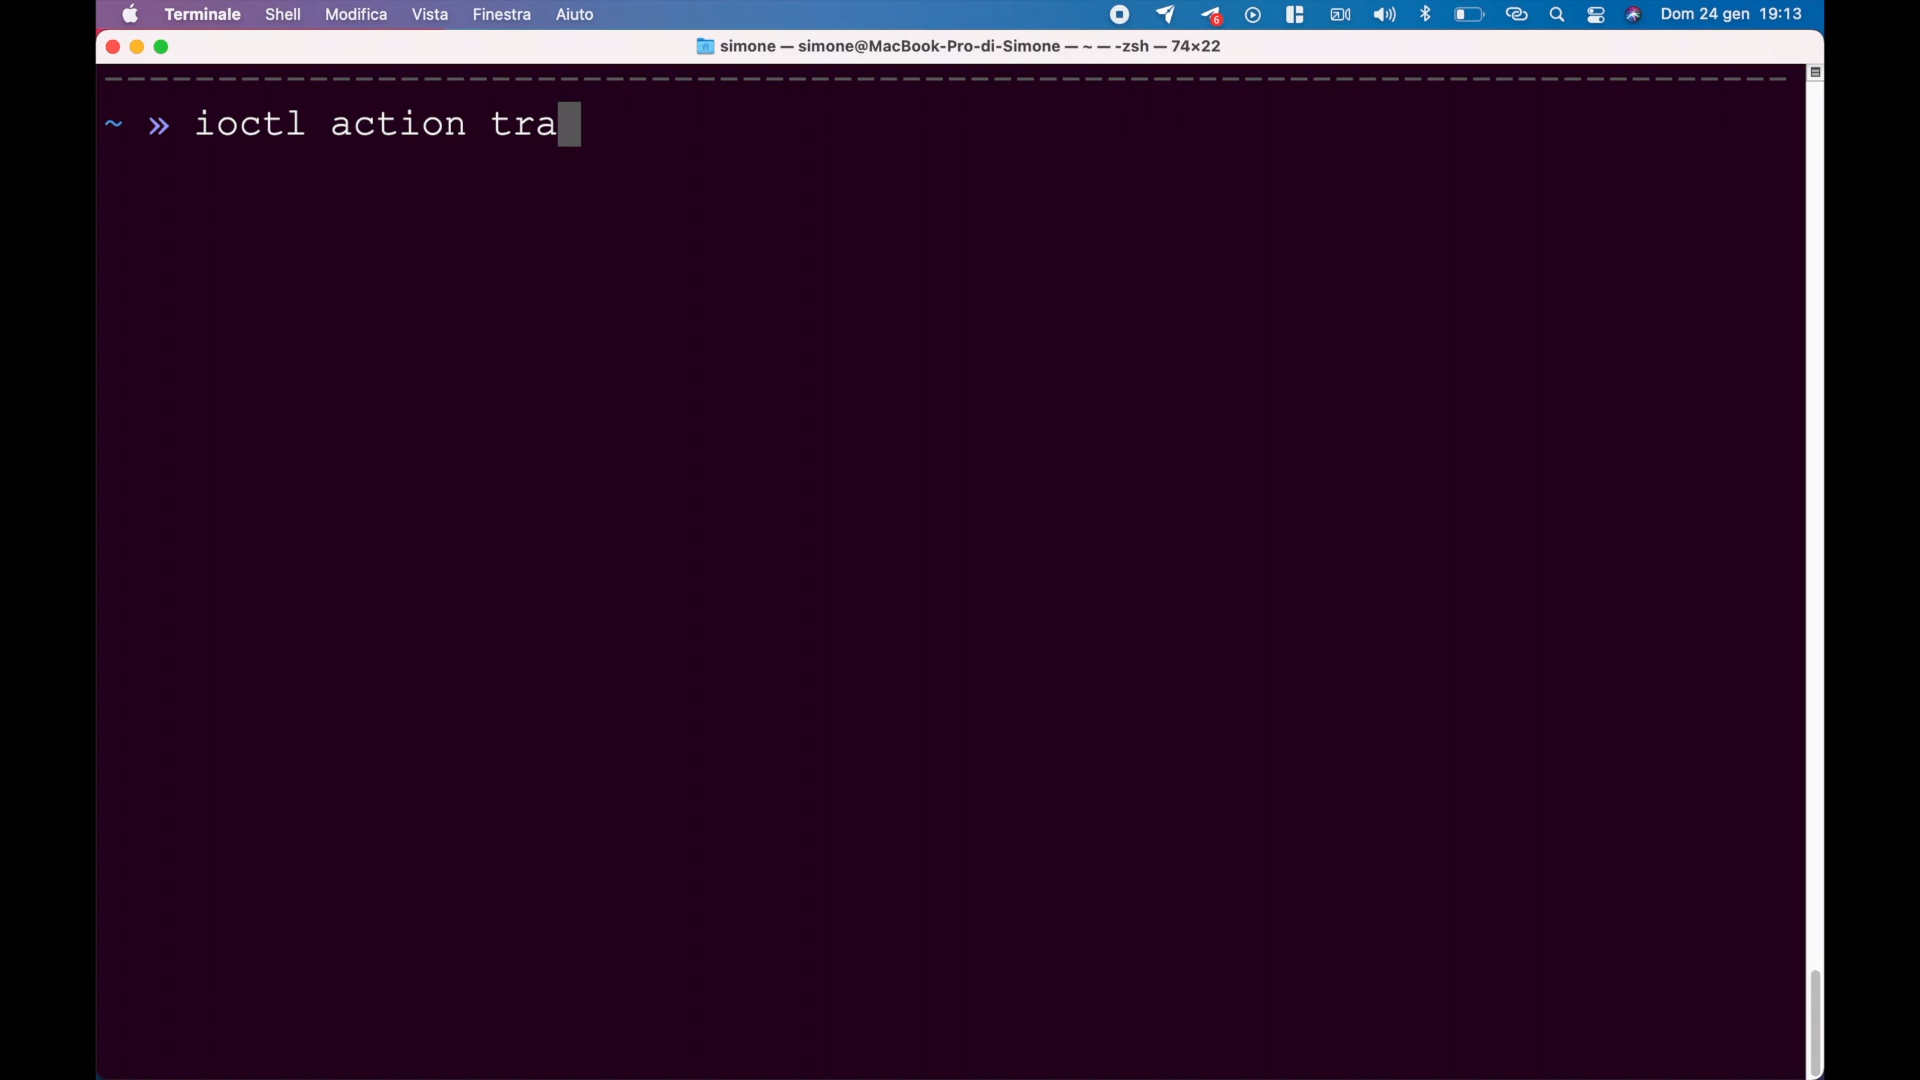 Terminale Shell Modifica Vista Finestra Aiuto 6 Dom 24 gen 19:13
simone — simone@MacBook-Pro-di-Simone — ~ — -zsh — 74×22
~ » ioctl action tra